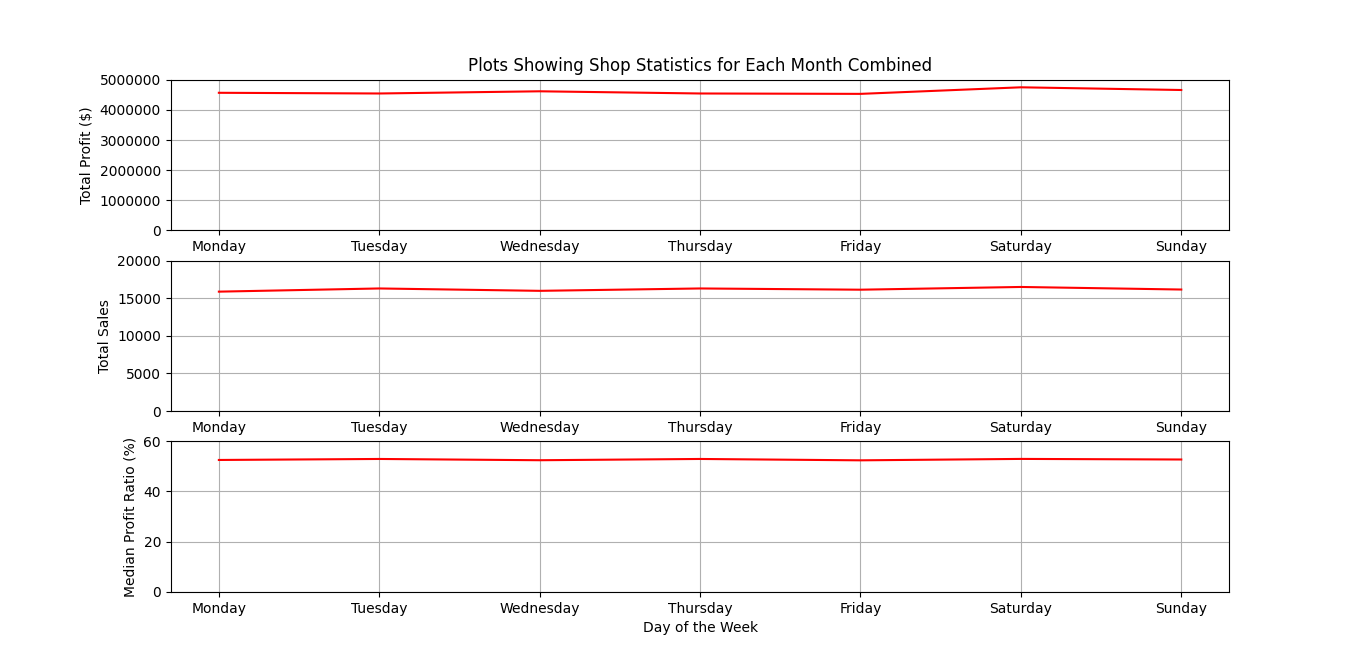 Plots Showing Shop Statistics for Each Month Combined
Total Profit ($)
5000000
4000000
3000000
2000000
1000000
0
Monday Tuesday Wednesday Thursday Friday Saturday Sunday
Total Sales
20000
15000
10000
5000
0
Monday Tuesday Wednesday Thursday Friday Saturday Sunday
Median Profit Ratio (%)
60
40
20
0
Monday Tuesday Wednesday Thursday Friday Saturday Sunday
Day of the Week